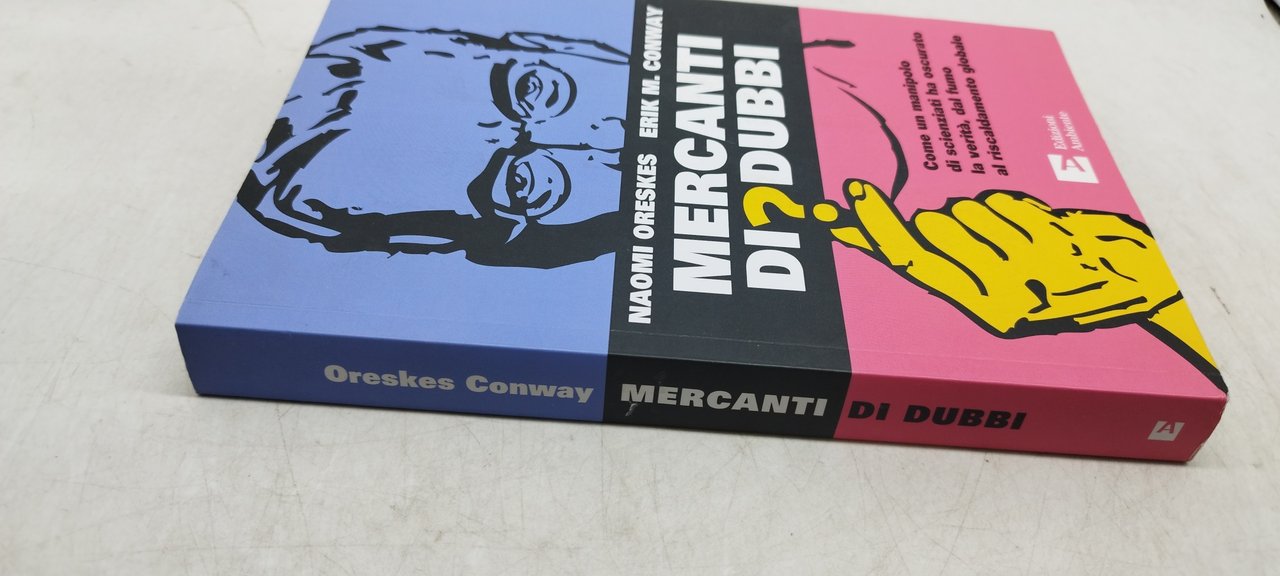 NAOMI ORESKES ERIK M. CONWAY
MERCANTI
DI?DUBBI
Come un manipolo
di scienziati ha oscurato
la verità, dal fumo
al riscaldamento globale
Edizioni
Ambiente
Oreskes Conway MERCANTI DI DUBBI
A